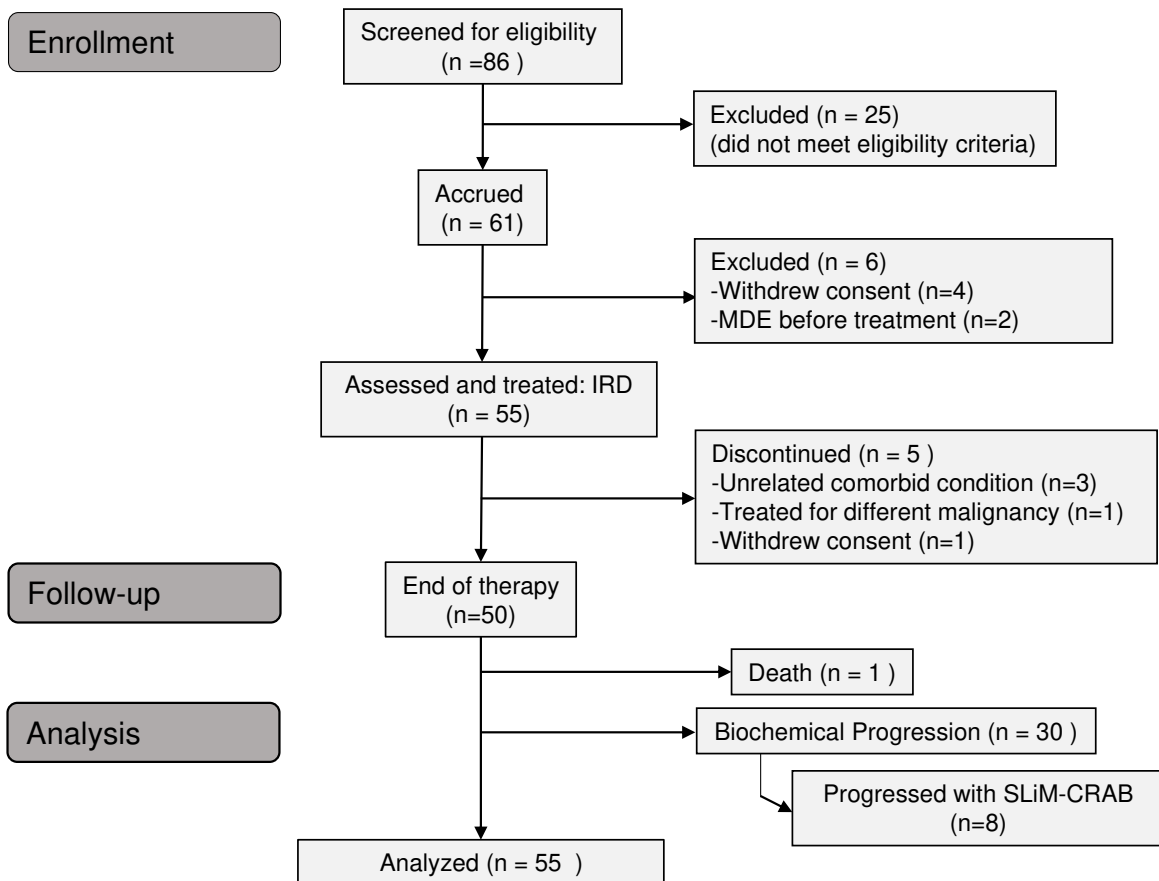 Enrollment
Screened for eligibility
(n =86 )
Excluded (n = 25)
(did not meet eligibility criteria)
Accrued
(n = 61)
Excluded (n = 6)
-Withdrew consent (n=4)
-MDE before treatment (n=2)
Assessed and treated: IRD
(n = 55)
Discontinued (n = 5 )
-Unrelated comorbid condition (n=3)
-Treated for different malignancy (n=1)
-Withdrew consent (n=1)
Follow-up
End of therapy
(n=50)
Death (n = 1 )
Analysis
Biochemical Progression (n = 30 )
Progressed with SLiM-CRAB
(n=8)
Analyzed (n = 55 )